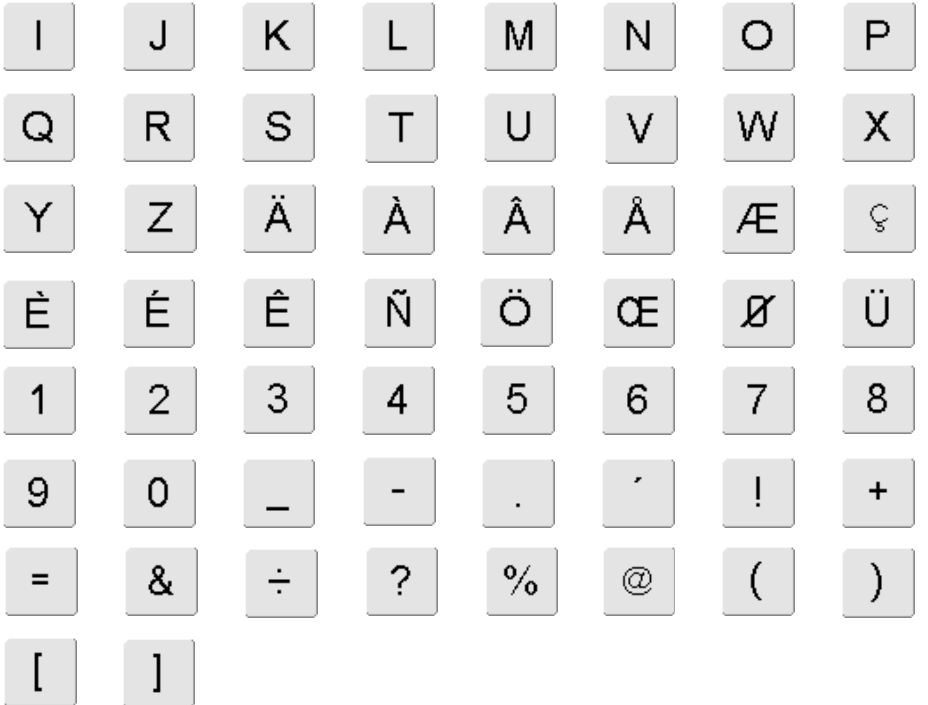 I J K L M N O P
Q R S T U V W X
Y Z Ä À Â Å Æ ç
È É Ê Ñ Ö Œ Ø Ü
1 2 3 4 5 6 7 8
9 0 _ - . ´ ! +
= & ÷ ? % @ ( )
[ ]